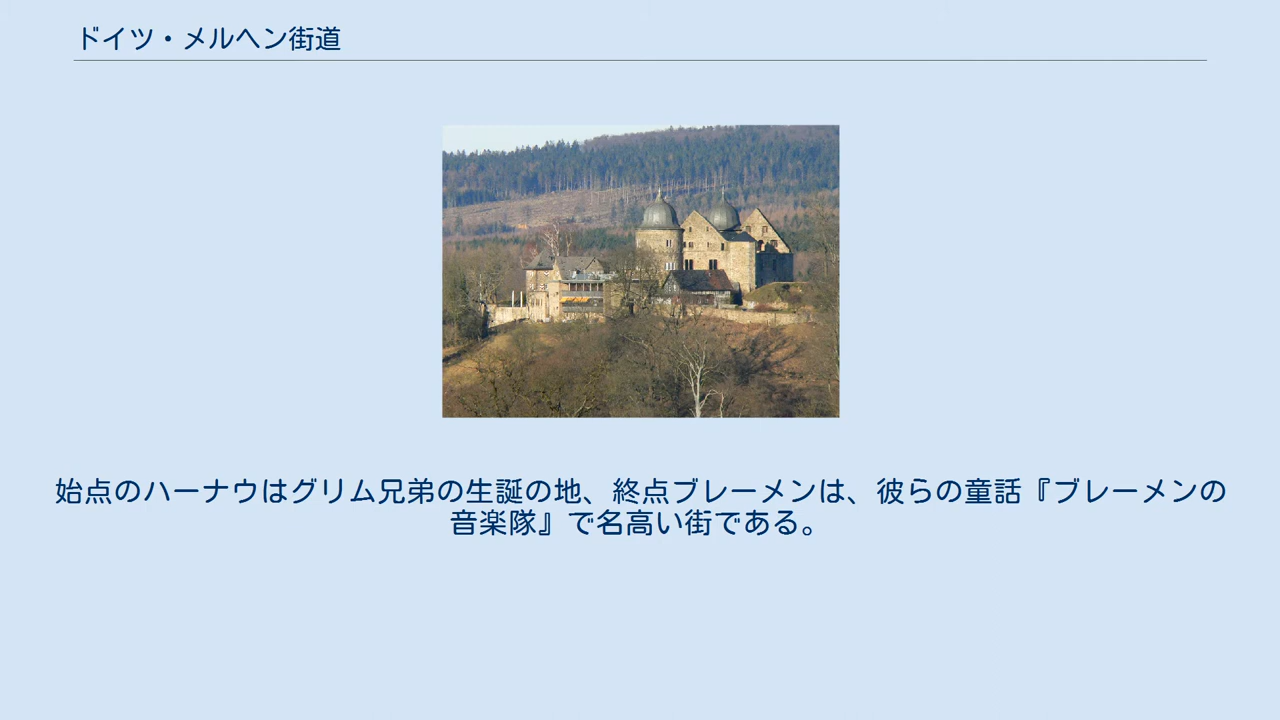 ドイツ・メルヘン街道
始点のハーナウはグリム兄弟の生誕の地、終点ブレーメンは、彼らの童話『ブレーメンの
音楽隊』で名高い街である。